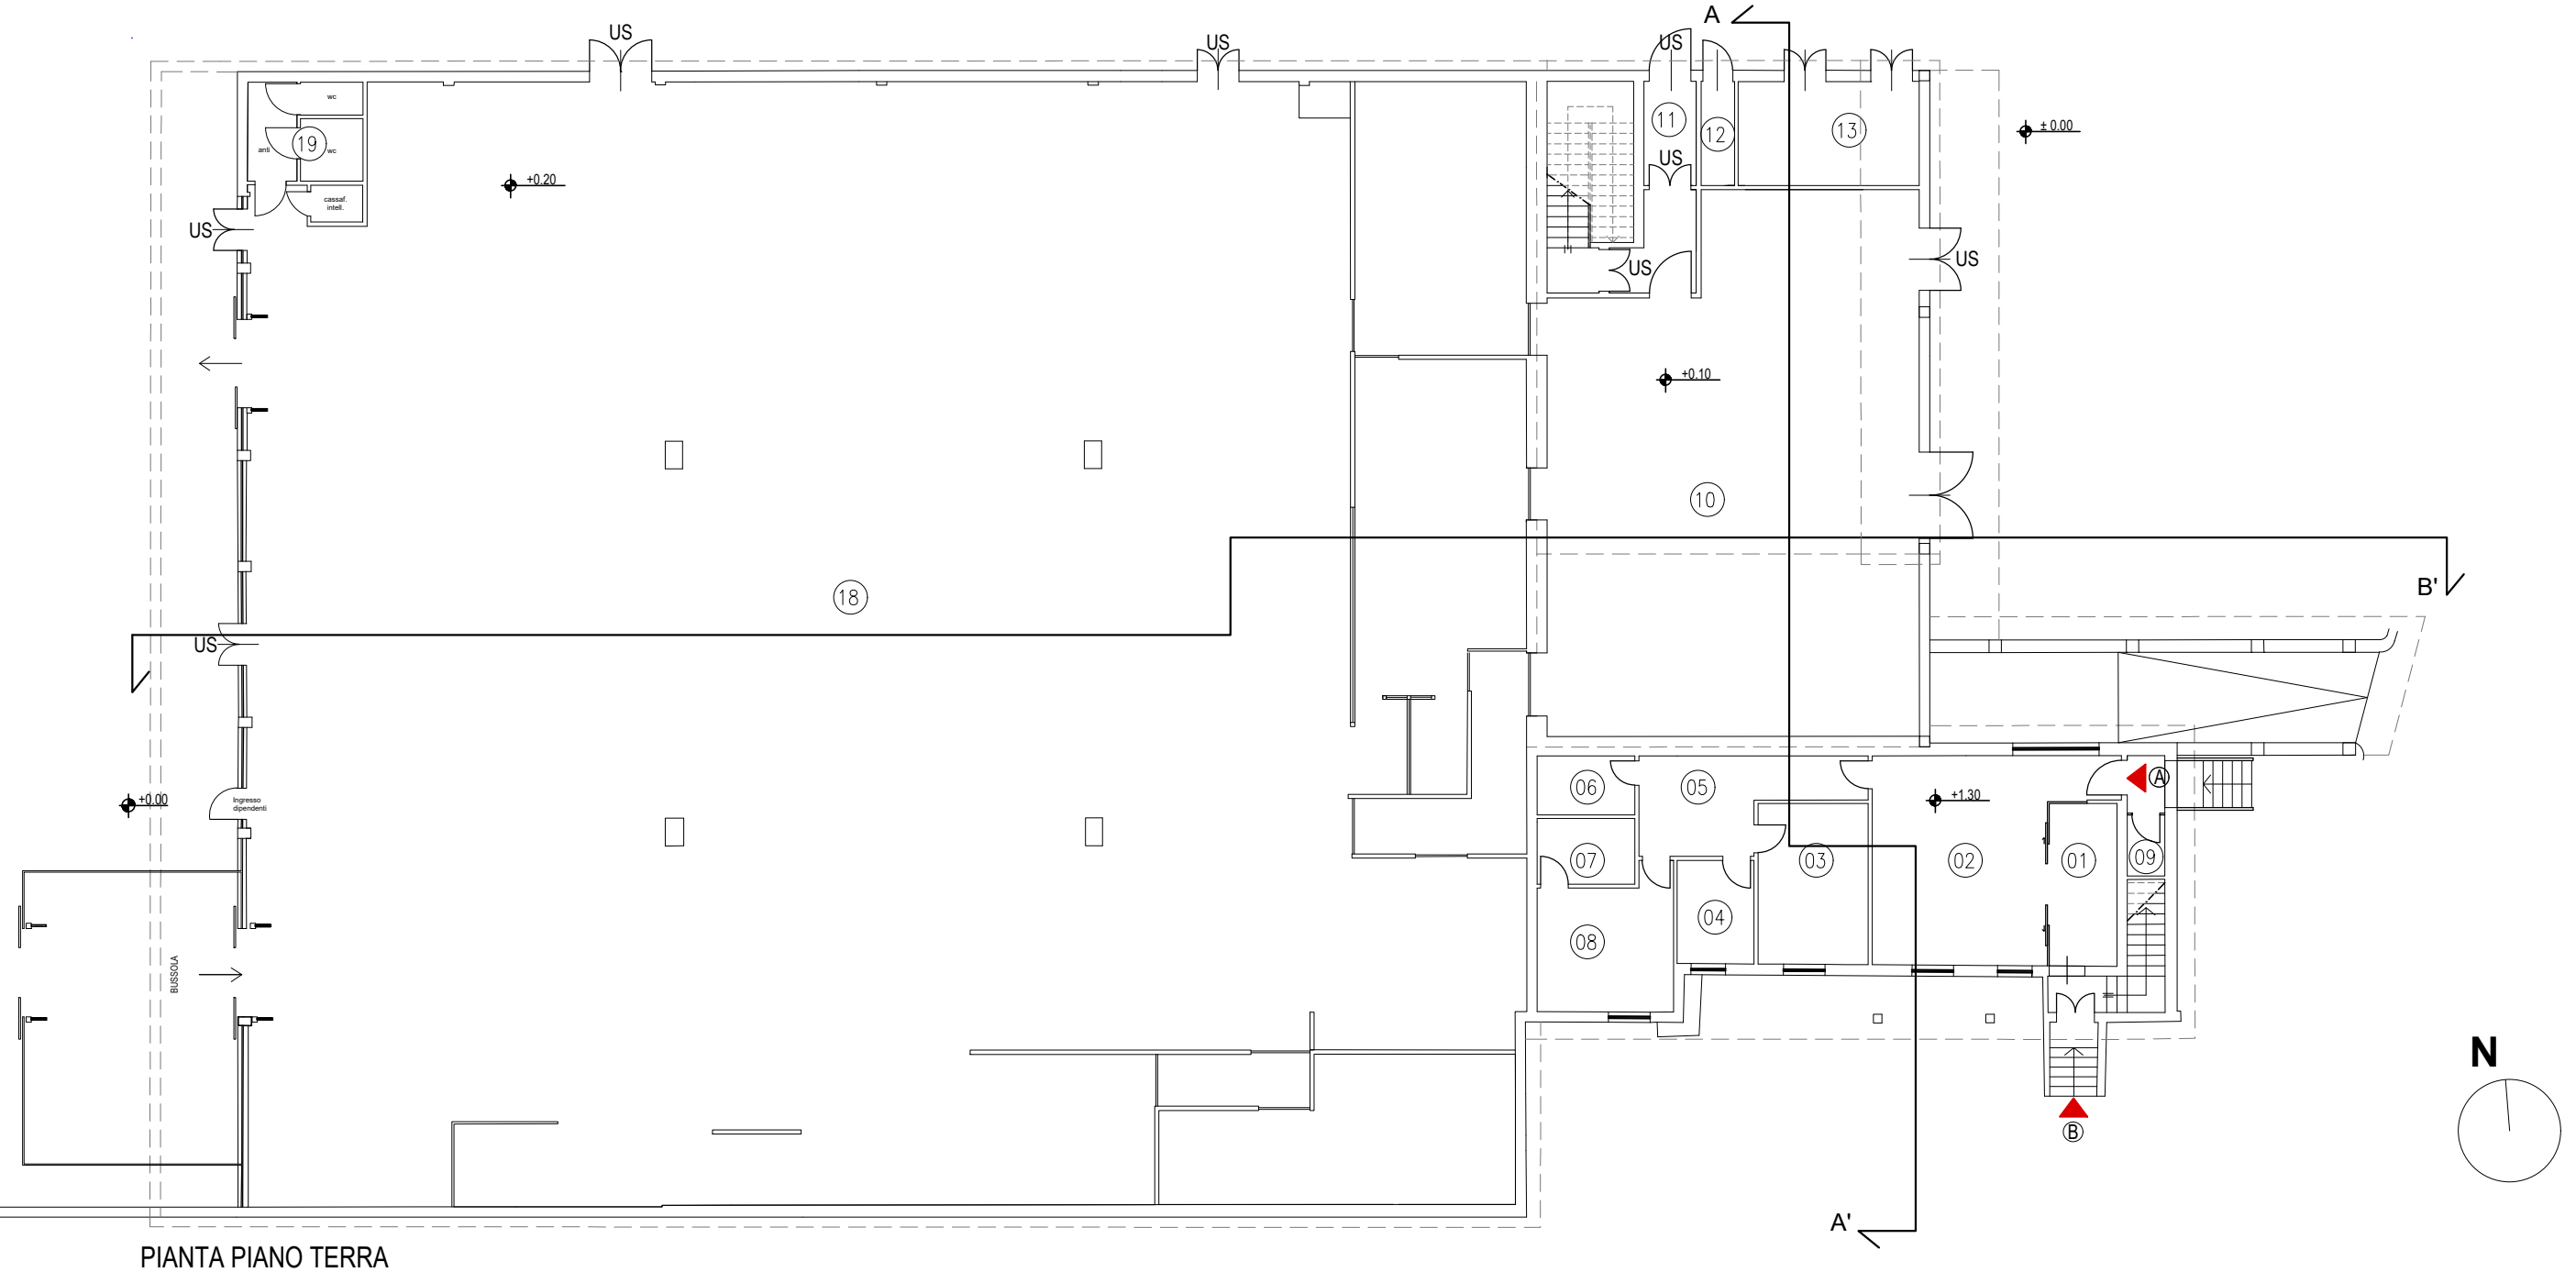 A
US
US
US
wc
11
12
13
± 0.00
19
anti
wc
US
+0.20
cassaf.
intell.
US
US
US
+0.10
10
B'
18
US
06
05
A
+1.30
+0.00
Ingresso
dipendenti
07
03
02
01
09
04
08
BUSSOLA
N
B
A'
PIANTA PIANO TERRA